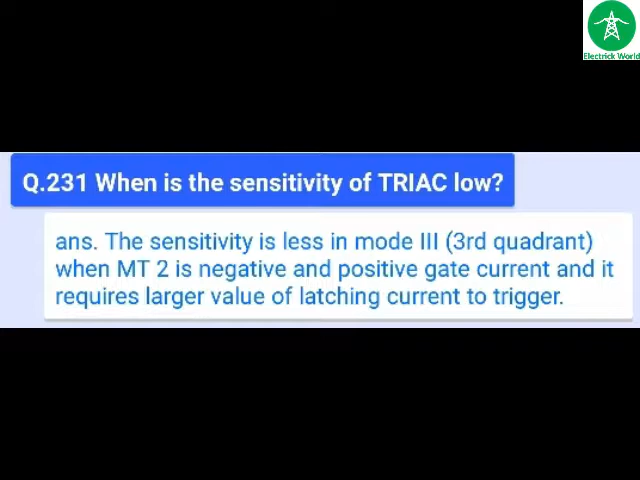 Electrick World
Q.231 When is the sensitivity of TRIAC low?
ans. The sensitivity is less in mode III (3rd quadrant)
when MT 2 is negative and positive gate current and it
requires larger value of latching current to trigger.